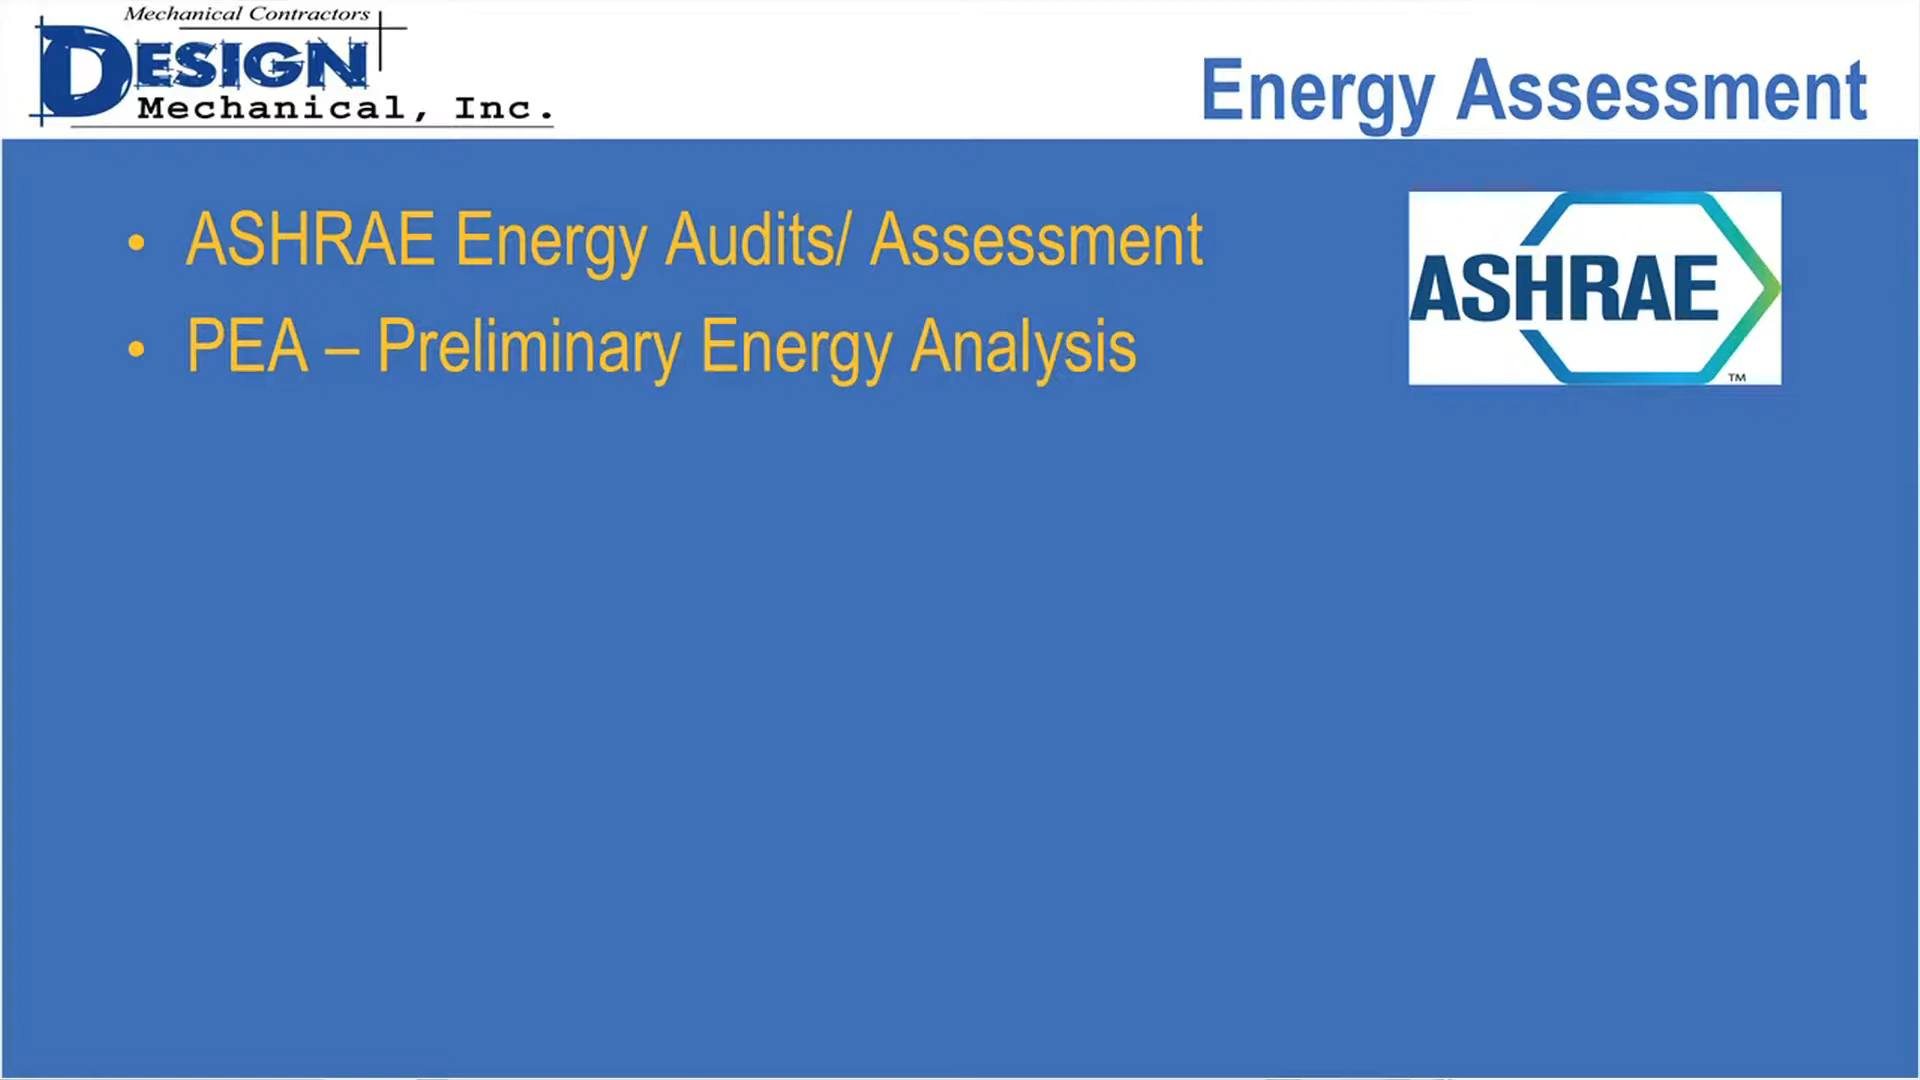 Mechanical Contractors
DESIGN
Mechanical, Inc.
Energy Assessment
• ASHRAE Energy Audits/ Assessment
• PEA – Preliminary Energy Analysis
ASHRAE
TM